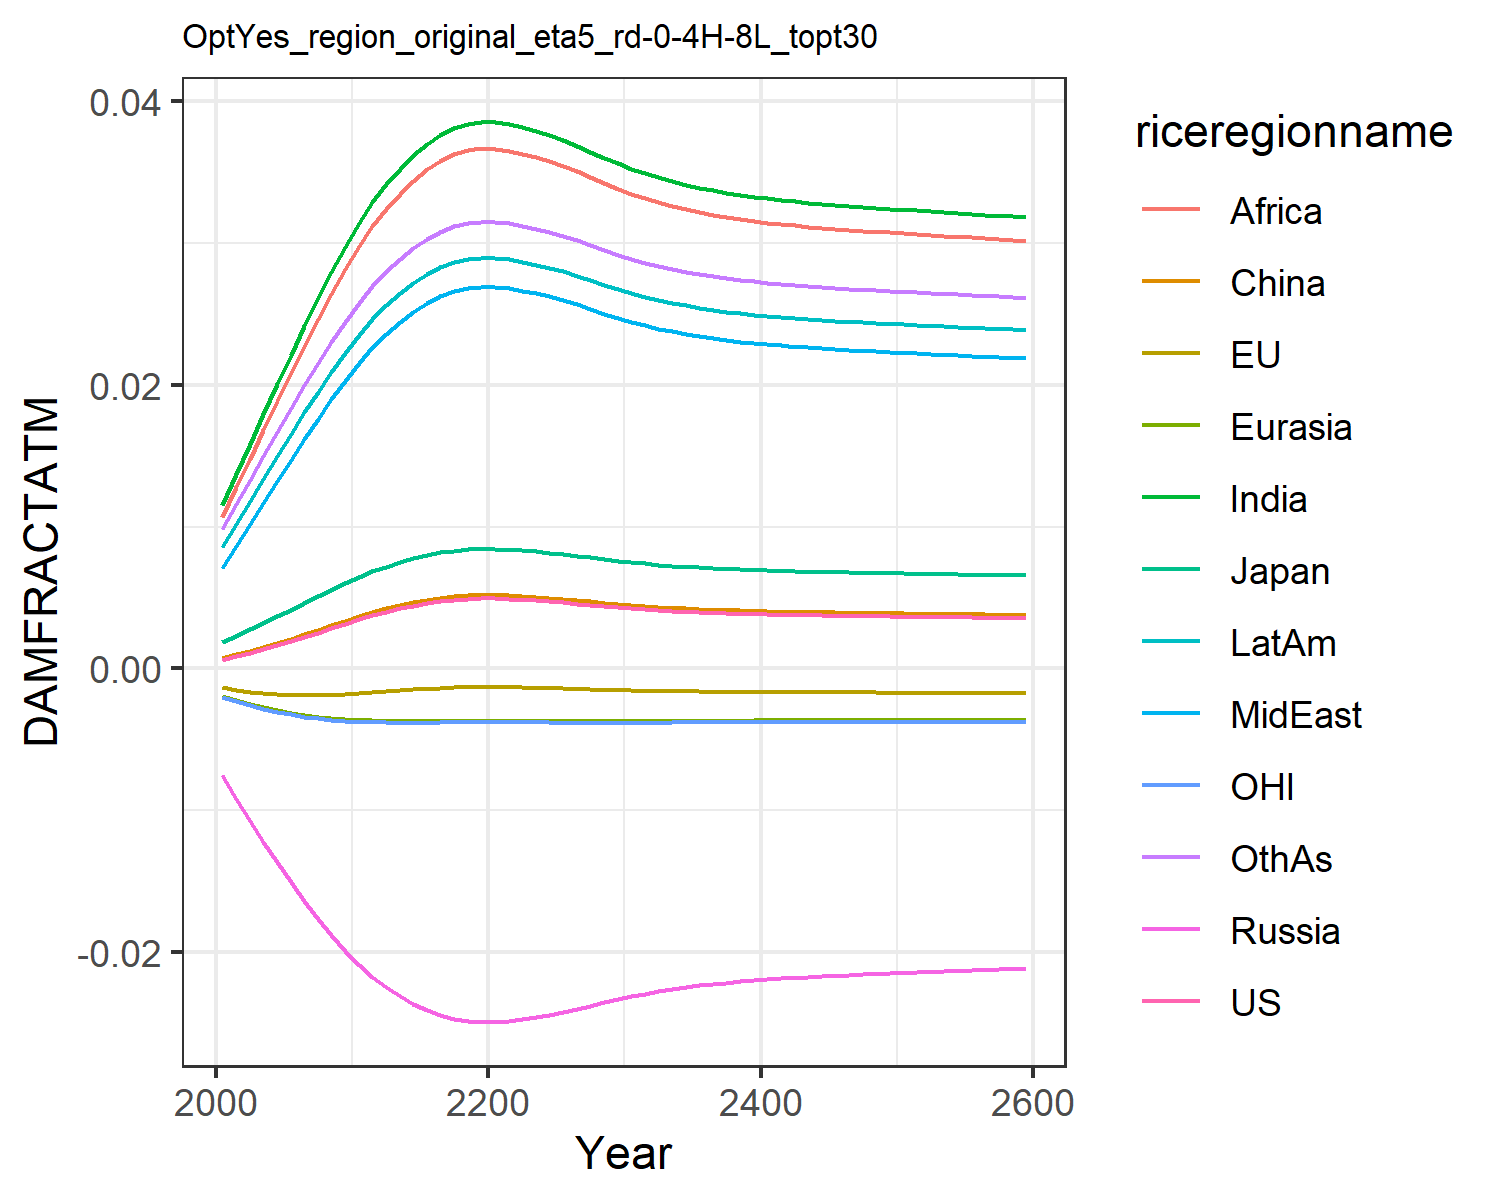 OptYes_region_original_eta5_rd-0-4H-8L_topt30
DAMFRACTATM
0.04
0.02
0.00
-0.02
2000 2200 2400 2600
Year
riceregionname
Africa
China
EU
Eurasia
India
Japan
LatAm
MidEast
OHI
OthAs
Russia
US